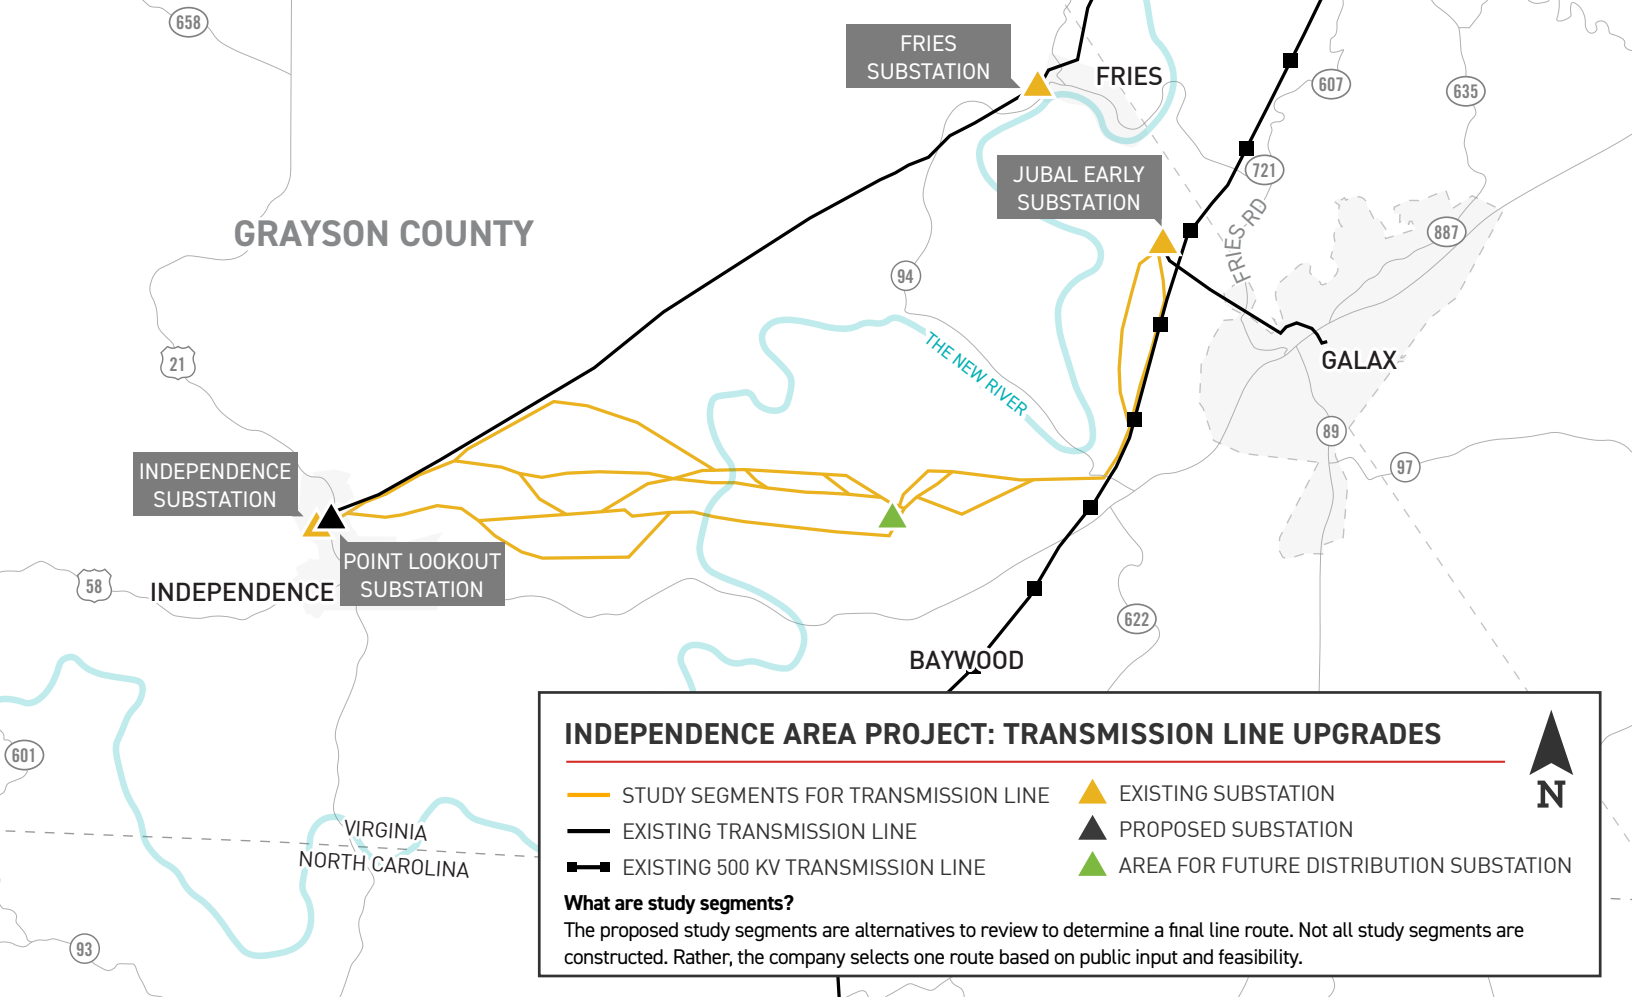 658
FRIES
SUBSTATION
FRIES
607
635
JUBAL EARLY
SUBSTATION
721
FRIES RD
887
GRAYSON COUNTY
94
21
THE NEW RIVER
GALAX
89
97
INDEPENDENCE
SUBSTATION
POINT LOOKOUT
SUBSTATION
58
INDEPENDENCE
622
BAYWOOD
601
VIRGINIA
NORTH CAROLINA
93
INDEPENDENCE AREA PROJECT: TRANSMISSION LINE UPGRADES
N
STUDY SEGMENTS FOR TRANSMISSION LINE
EXISTING TRANSMISSION LINE
EXISTING 500 KV TRANSMISSION LINE
EXISTING SUBSTATION
PROPOSED SUBSTATION
AREA FOR FUTURE DISTRIBUTION SUBSTATION
What are study segments?
The proposed study segments are alternatives to review to determine a final line route. Not all study segments are
constructed. Rather, the company selects one route based on public input and feasibility.